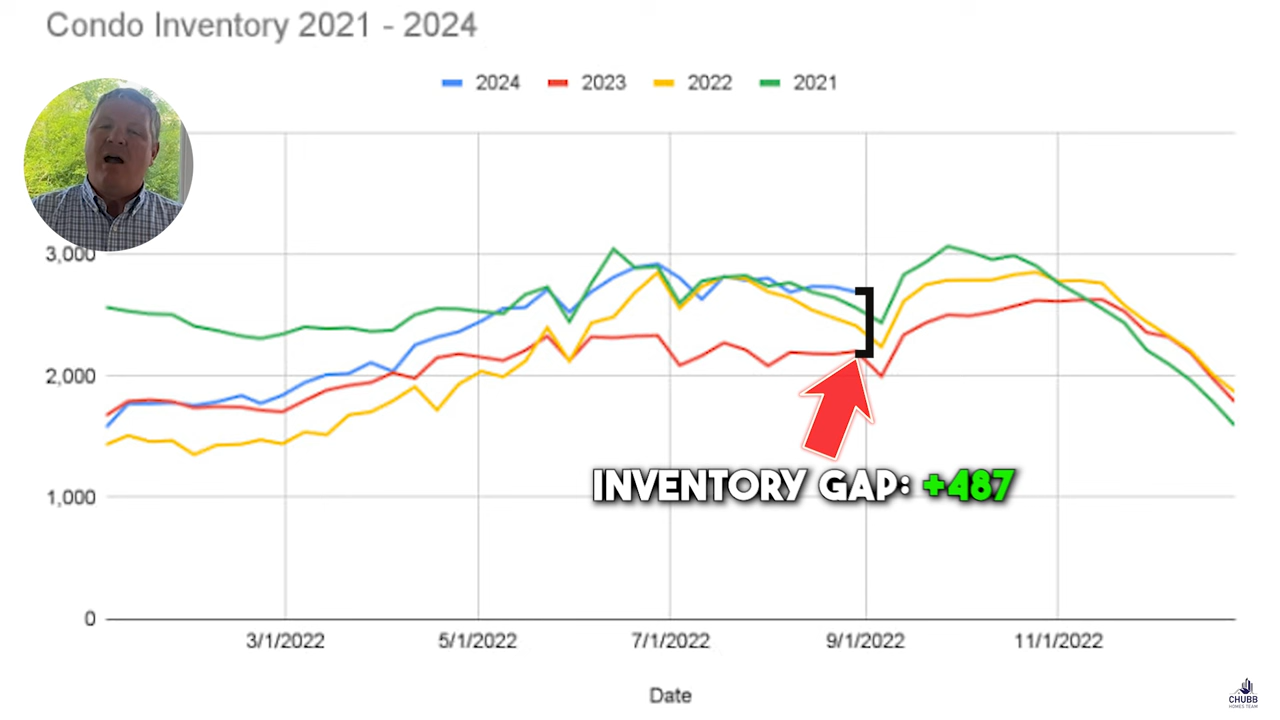 Condo Inventory 2021 - 2024
2024 2023 2022 2021
3,000
2,000
1,000
0
INVENTORY GAP: +487
3/1/2022 5/1/2022 7/1/2022 9/1/2022 11/1/2022
Date
CHUBB
HOMES TEAM